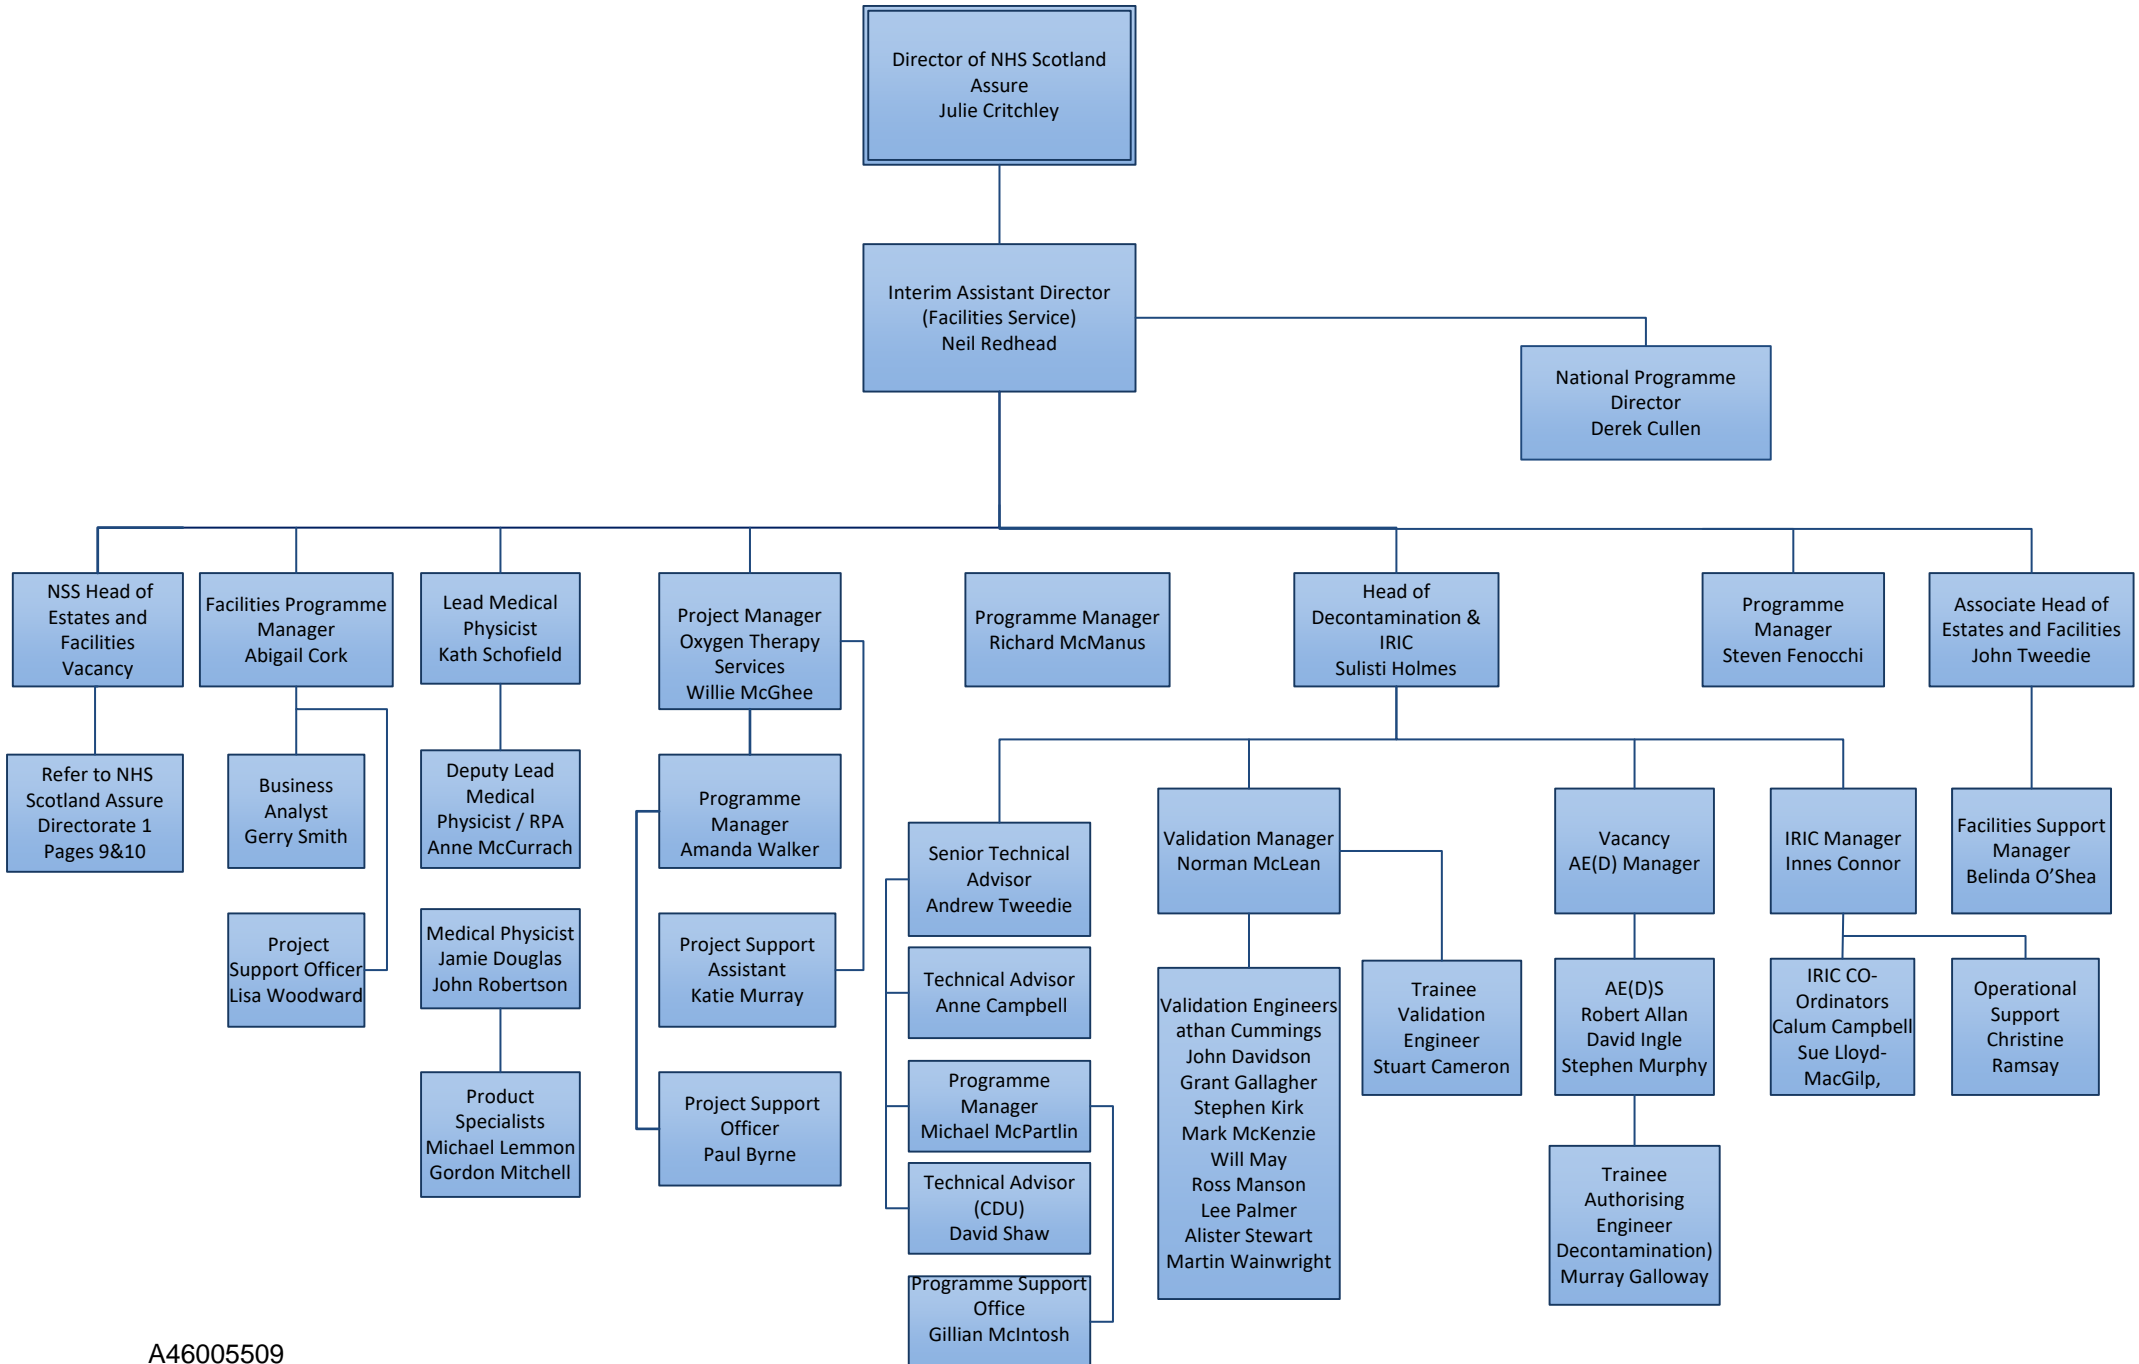 Director of NHS Scotland
Assure
Julie Critchley
Interim Assistant Director
(Facilities Service)
Neil Redhead
National Programme
Director
Derek Cullen
NSS Head of
Estates and
Facilities
Vacancy
Facilities Programme
Manager
Abigail Cork
Lead Medical
Physicist
Kath Schofield
Project Manager
Oxygen Therapy
Services
Willie McGhee
Programme Manager
Richard McManus
Head of
Decontamination &
IRIC
Sulisti Holmes
Programme
Manager
Steven Fenocchi
Associate Head of
Estates and Facilities
John Tweedie
Refer to NHS
Scotland Assure
Directorate 1
Pages 9&10
Business
Analyst
Gerry Smith
Project
Support Officer
Lisa Woodward
Deputy Lead
Medical
Physicist / RPA
Anne McCurrach
Medical Physicist
Jamie Douglas
John Robertson
Product
Specialists
Michael Lemmon
Gordon Mitchell
Programme
Manager
Amanda Walker
Project Support
Assistant
Katie Murray
Project Support
Officer
Paul Byrne
Senior Technical
Advisor
Andrew Tweedie
Technical Advisor
Anne Campbell
Programme
Manager
Michael McPartlin
Technical Advisor
(CDU)
David Shaw
Programme Support
Office
Gillian McIntosh
Validation Manager
Norman McLean
Validation Engineers
athan Cummings
John Davidson
Grant Gallagher
Stephen Kirk
Mark McKenzie
Will May
Ross Manson
Lee Palmer
Alister Stewart
Martin Wainwright
Trainee
Validation
Engineer
Stuart Cameron
Vacancy
AE(D) Manager
AE(D)S
Robert Allan
David Ingle
Stephen Murphy
Trainee
Authorising
Engineer
Decontamination)
Murray Galloway
IRIC Manager
Innes Connor
IRIC CO-
Ordinators
Calum Campbell
Sue Lloyd-
MacGilp,
Operational
Support
Christine
Ramsay
Facilities Support
Manager
Belinda O’Shea
A46005509